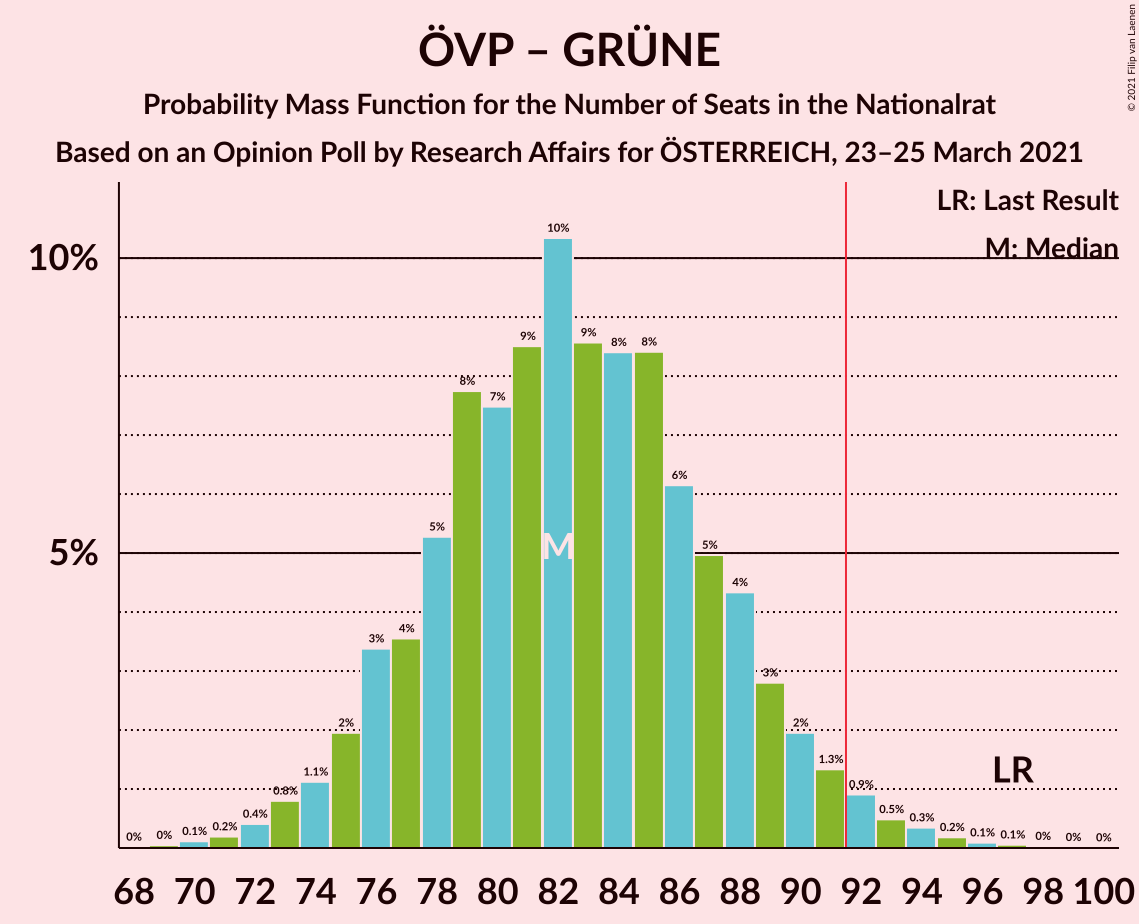 ÖVP – GRÜNE
Probability Mass Function for the Number of Seats in the Nationalrat
Based on an Opinion Poll by Research Affairs for ÖSTERREICH, 23–25 March 2021
© 2021 Filip van Laenen
LR: Last Result
M: Median
10%
5%
0% 0% 0.1% 0.2% 0.4% 0.8% 1.1% 2% 3% 4% 5% 8% 7% 9% 10% 9% 8% 8% 6% 5% 4% 3% 2% 1.3% 0.9% 0.5% 0.3% 0.2% 0.1% 0.1% 0% 0% 0%
M
LR
68 70 72 74 76 78 80 82 84 86 88 90 92 94 96 98 100